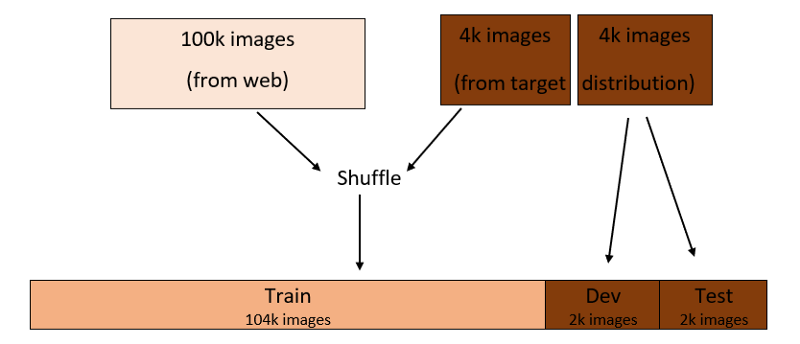 100k images
(from web)
4k images
(from target
4k images
distribution)
Shuffle
Train
104k images
Dev
2k images
Test
2k images